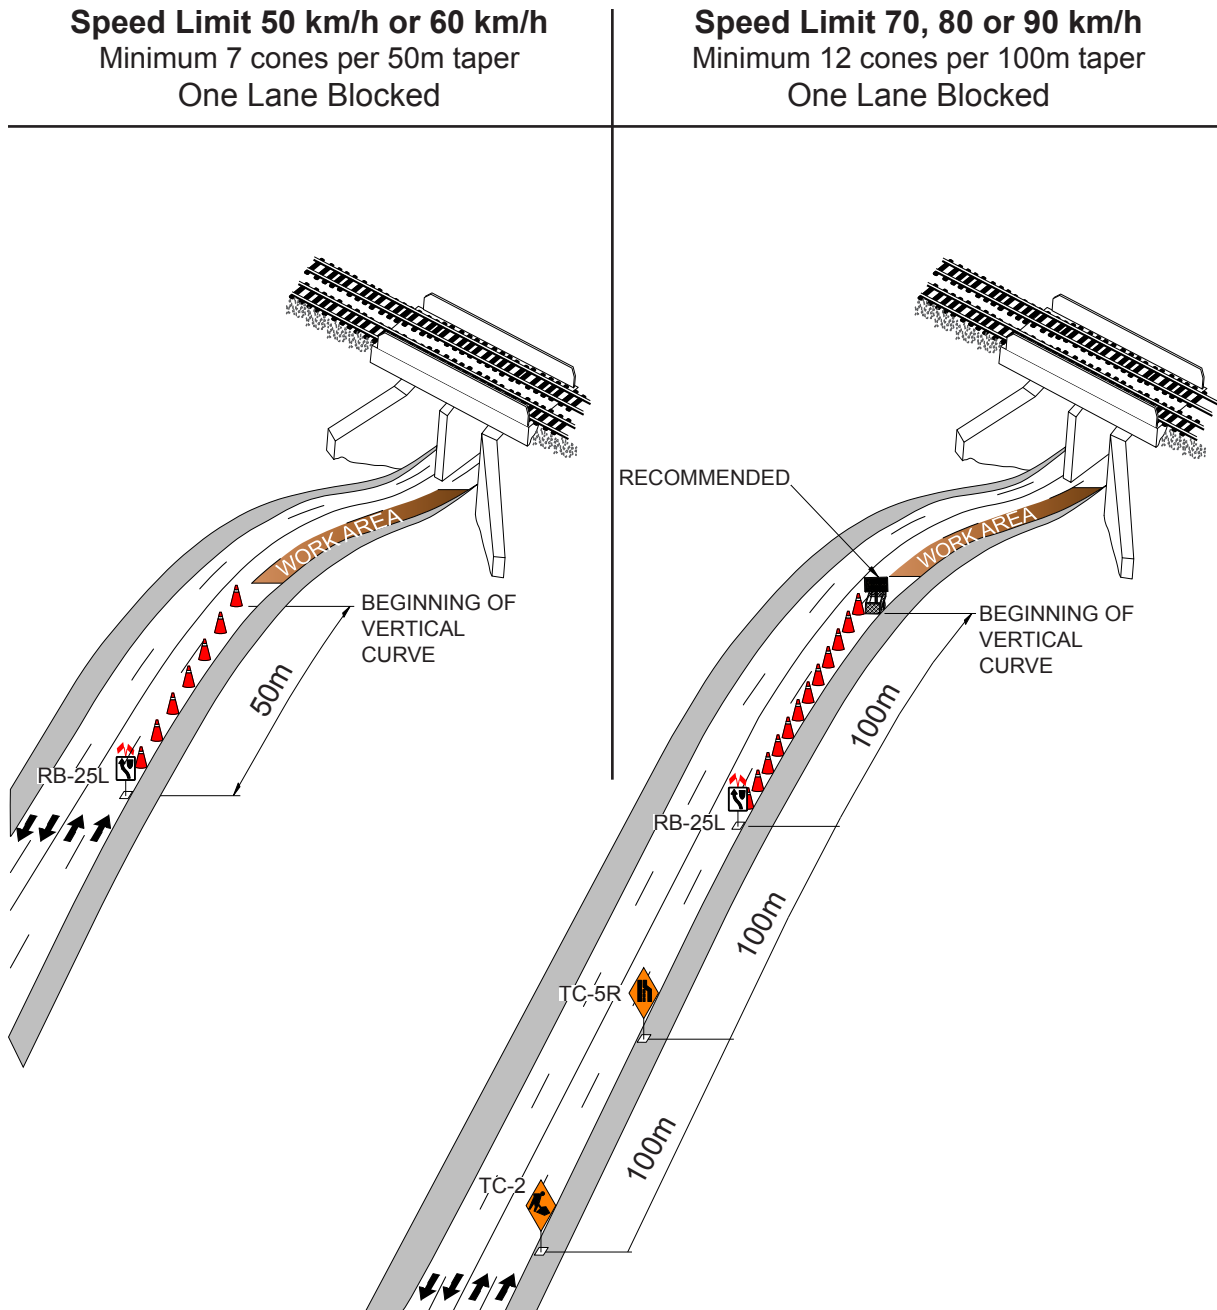 Speed Limit 50 km/h or 60 km/h
Minimum 7 cones per 50m taper
One Lane Blocked
Speed Limit 70, 80 or 90 km/h
Minimum 12 cones per 100m taper
One Lane Blocked
WORK AREA
BEGINNING OF
VERTICAL
CURVE
50m
RB-25L
RECOMMENDED
WORK AREA
BEGINNING OF
VERTICAL
CURVE
100m
RB-25L
100m
TC-5R
100m
TC-2